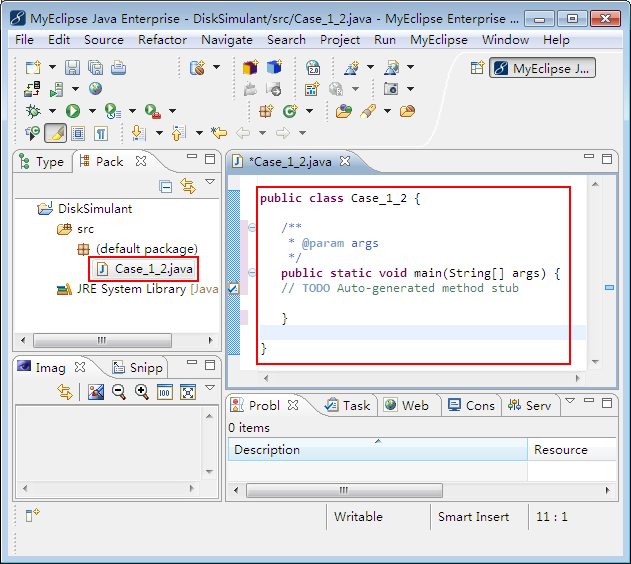 MyEclipse Java Enterprise - DiskSimulant/src/Case_1_2.java - MyEclipse Enterprise ...
File Edit Source Refactor Navigate Search Project Run MyEclipse Window Help
2.0
MyEclipse J...
Type
Pack
*Case_1_2.java
DiskSimulant
src
(default package)
Case_1_2.java
JRE System Library [Java
public class Case_1_2 {
/**
* @param args
*/
public static void main(String[] args) {
// TODO Auto-generated method stub
}
}
Imag
Snipp
100
Probl
Task
Web
Cons
Serv
0 items
Description
Resource
Writable
Smart Insert
11 : 1